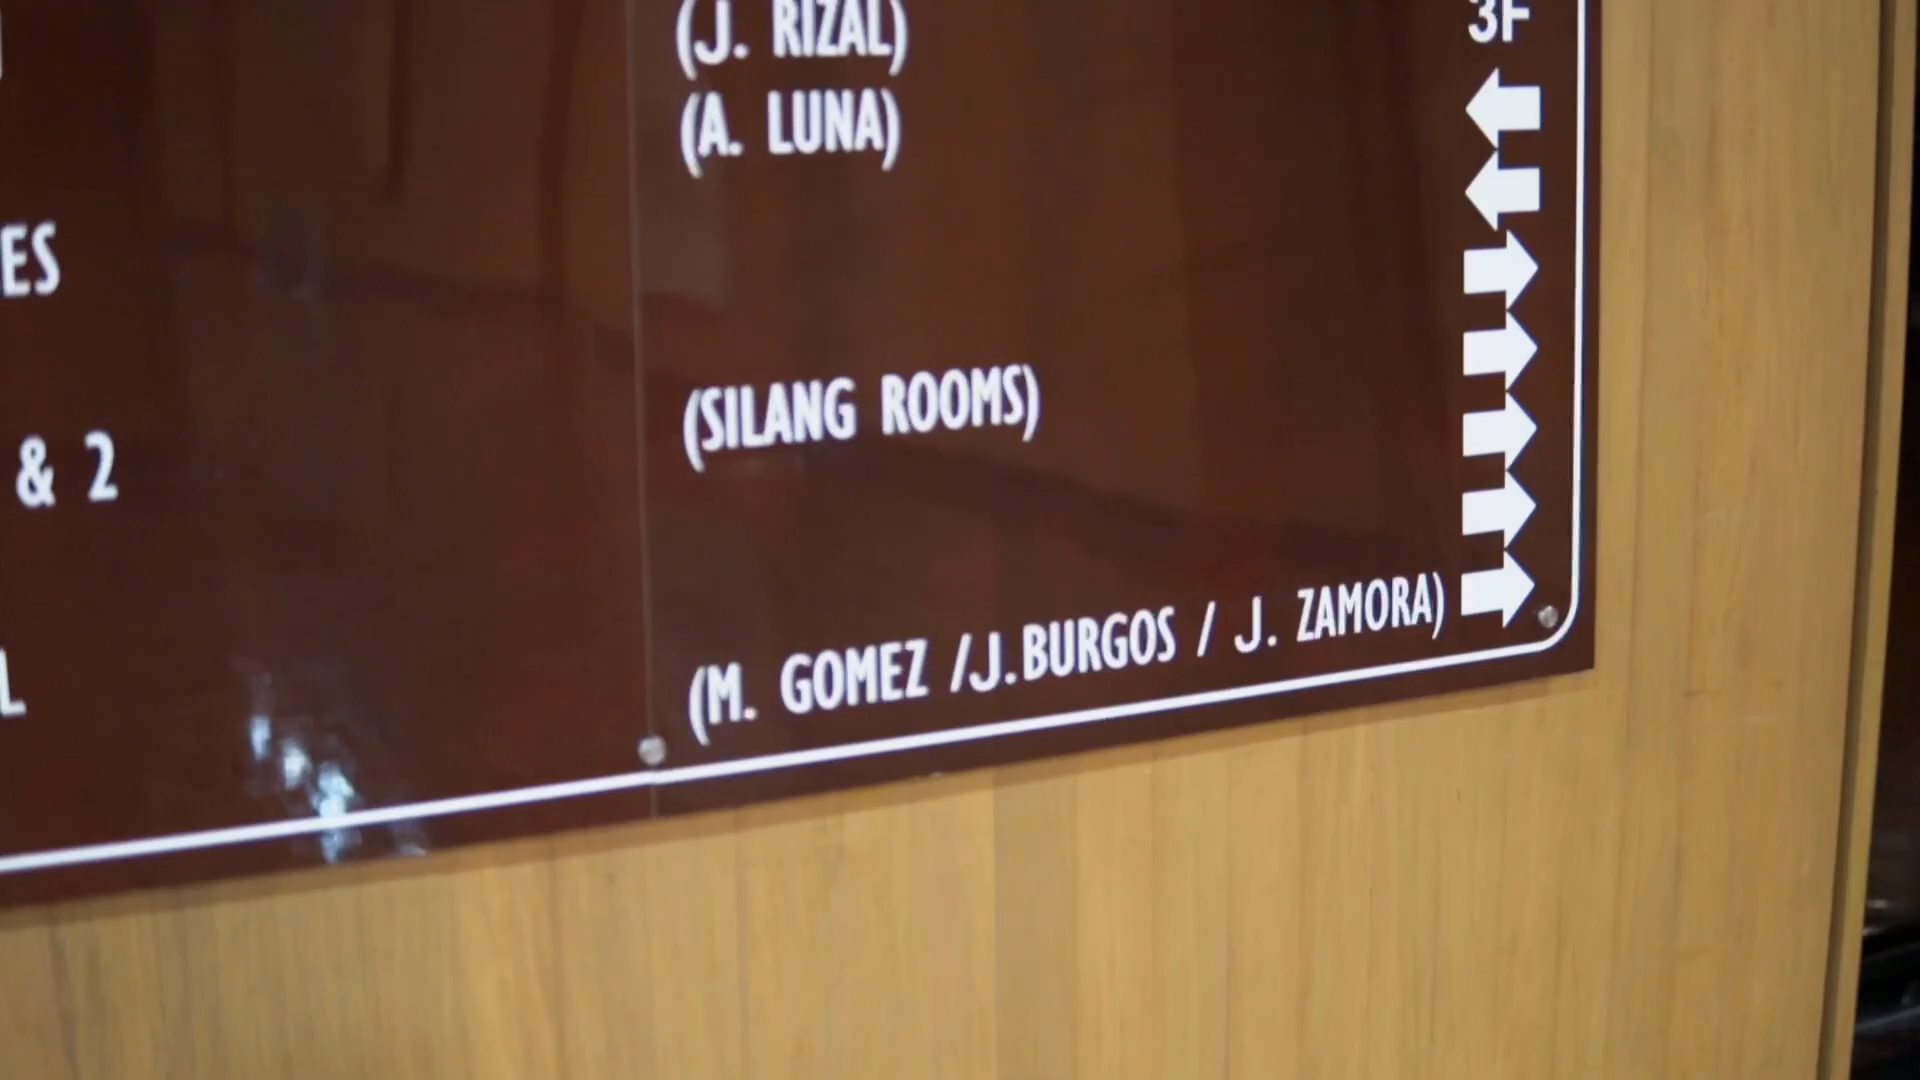 (J. RIZAL)
3F
(A. LUNA)
ES
(SILANG ROOMS)
& 2
(M. GOMEZ /J.BURGOS / J. ZAMORA)
L